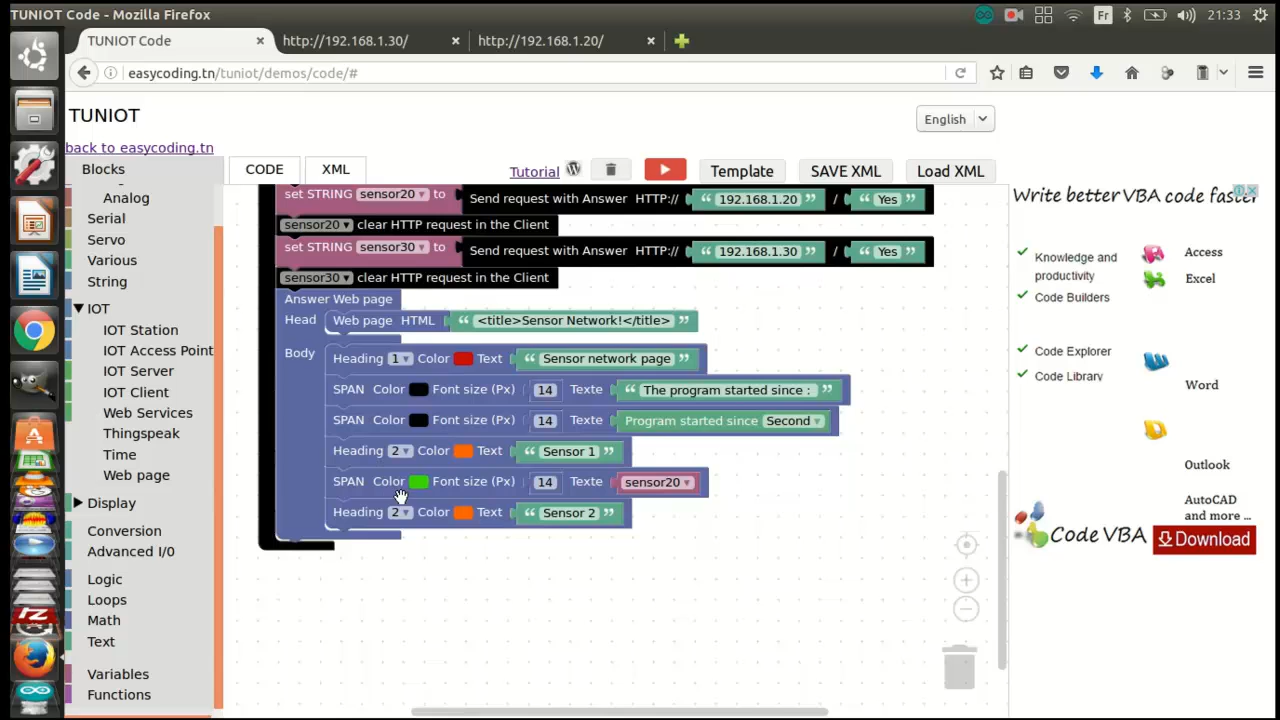 TUNIOT Code - Mozilla Firefox
Fr
21:33
TUNIOT Code
http://192.168.1.30/
http://192.168.1.20/
easycoding.tn/tuniot/demos/code/#
TUNIOT
English
back to easycoding.tn
Blocks
CODE
XML
Tutorial
Template
SAVE XML
Load XML
Analog
Serial
Servo
Various
String
IOT
IOT Station
IOT Access Point
IOT Server
IOT Client
Web Services
Thingspeak
Time
Web page
Display
Conversion
Advanced I/0
Logic
Loops
Math
Text
Variables
Functions
set STRING sensor20 to Send request with Answer HTTP:// “ 192.168.1.20 ” / “ Yes ”
sensor20 clear HTTP request in the Client
set STRING sensor30 to Send request with Answer HTTP:// “ 192.168.1.30 ” / “ Yes ”
sensor30 clear HTTP request in the Client
Answer Web page
Head Web page HTML “ <title>Sensor Network!</title> ”
Body
Heading 1 Color Text “ Sensor network page ”
SPAN Color Font size (Px) 14 Texte “ The program started since : ”
SPAN Color Font size (Px) 14 Texte Program started since Second
Heading 2 Color Text “ Sensor 1 ”
SPAN Color Font size (Px) 14 Texte sensor20
Heading 2 Color Text “ Sensor 2 ”
Write better VBA code faster
Knowledge and
productivity
Code Builders
Code Explorer
Code Library
Access
Excel
Word
Outlook
AutoCAD
and more ...
Code VBA
Download